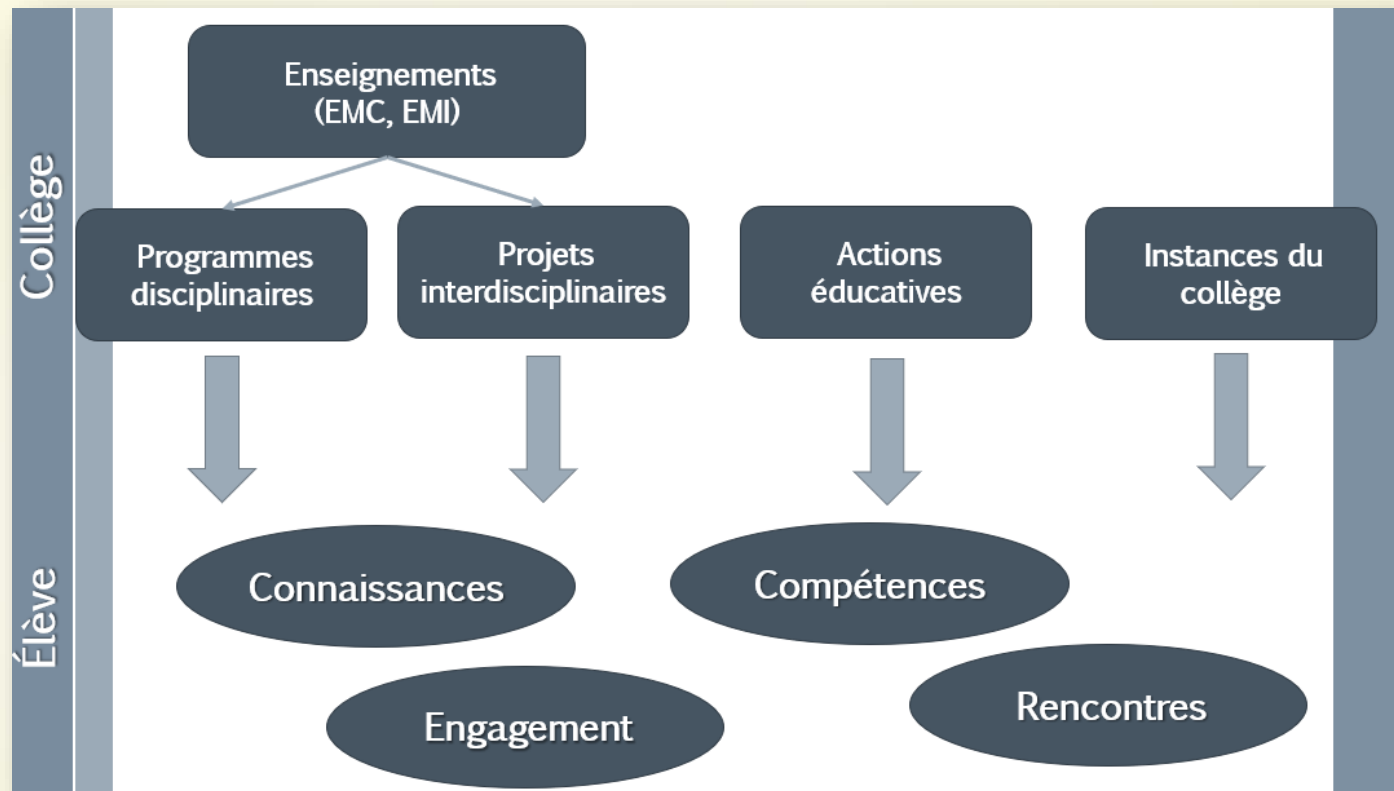 Collège
Enseignements
(EMC, EMI)
Programmes
disciplinaires
Projets
interdisciplinaires
Actions
éducatives
Instances du
collège
Élève
Connaissances
Compétences
Engagement
Rencontres